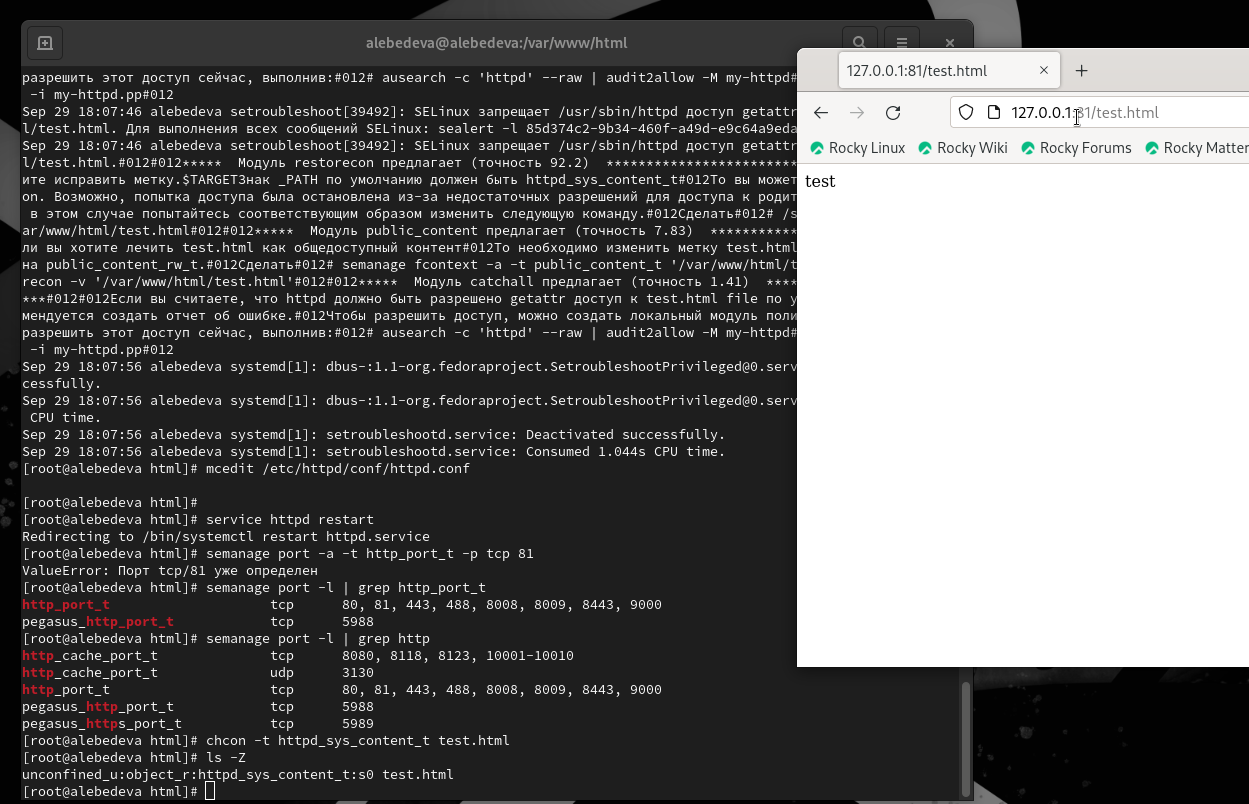 alebedeva@alebedeva:/var/www/html
разрешить этот доступ сейчас, выполнив:#012# ausearch -c 'httpd' --raw | audit2allow -M my-httpd#
 -i my-httpd.pp#012
Sep 29 18:07:46 alebedeva setroubleshoot[39492]: SELinux запрещает /usr/sbin/httpd доступ getattr
l/test.html. Для выполнения всех сообщений SELinux: sealert -l 85d374c2-9b34-460f-a49d-e9c64a9eda
Sep 29 18:07:46 alebedeva setroubleshoot[39492]: SELinux запрещает /usr/sbin/httpd доступ getattr
l/test.html.#012#012***** Модуль restorecon предлагает (точность 92.2) ************************
ите исправить метку.$TARGETЗнак _PATH по умолчанию должен быть httpd_sys_content_t#012То вы может
on. Возможно, попытка доступа была остановлена из-за недостаточных разрешений для доступа к родит
 в этом случае попытайтесь соответствующим образом изменить следующую команду.#012Сделать#012# /s
ar/www/html/test.html#012#012***** Модуль public_content предлагает (точность 7.83) ***********
ли вы хотите лечить test.html как общедоступный контент#012То необходимо изменить метку test.html
на public_content_rw_t.#012Сделать#012# semanage fcontext -a -t public_content_t '/var/www/html/t
recon -v '/var/www/html/test.html'#012#012***** Модуль catchall предлагает (точность 1.41) ****
***#012#012Если вы считаете, что httpd должно быть разрешено getattr доступ к test.html file по у
мендуется создать отчет об ошибке.#012Чтобы разрешить доступ, можно создать локальный модуль поли
разрешить этот доступ сейчас, выполнив:#012# ausearch -c 'httpd' --raw | audit2allow -M my-httpd#
 -i my-httpd.pp#012
Sep 29 18:07:56 alebedeva systemd[1]: dbus-:1.1-org.fedoraproject.SetroubleshootPrivileged@0.serv
cessfully.
Sep 29 18:07:56 alebedeva systemd[1]: dbus-:1.1-org.fedoraproject.SetroubleshootPrivileged@0.serv
 CPU time.
Sep 29 18:07:56 alebedeva systemd[1]: setroubleshootd.service: Deactivated successfully.
Sep 29 18:07:56 alebedeva systemd[1]: setroubleshootd.service: Consumed 1.044s CPU time.
[root@alebedeva html]# mcedit /etc/httpd/conf/httpd.conf
[root@alebedeva html]#
[root@alebedeva html]# service httpd restart
Redirecting to /bin/systemctl restart httpd.service
[root@alebedeva html]# semanage port -a -t http_port_t -p tcp 81
ValueError: Порт tcp/81 уже определен
[root@alebedeva html]# semanage port -l | grep http_port_t
http_port_t tcp 80, 81, 443, 488, 8008, 8009, 8443, 9000
pegasus_http_port_t tcp 5988
[root@alebedeva html]# semanage port -l | grep http
http_cache_port_t tcp 8080, 8118, 8123, 10001-10010
http_cache_port_t udp 3130
http_port_t tcp 80, 81, 443, 488, 8008, 8009, 8443, 9000
pegasus_http_port_t tcp 5988
pegasus_https_port_t tcp 5989
[root@alebedeva html]# chcon -t httpd_sys_content_t test.html
[root@alebedeva html]# ls -Z
unconfined_u:object_r:httpd_sys_content_t:s0 test.html
[root@alebedeva html]#
127.0.0.1:81/test.html
127.0.0.1:81/test.html
Rocky Linux Rocky Wiki Rocky Forums Rocky Matter
test